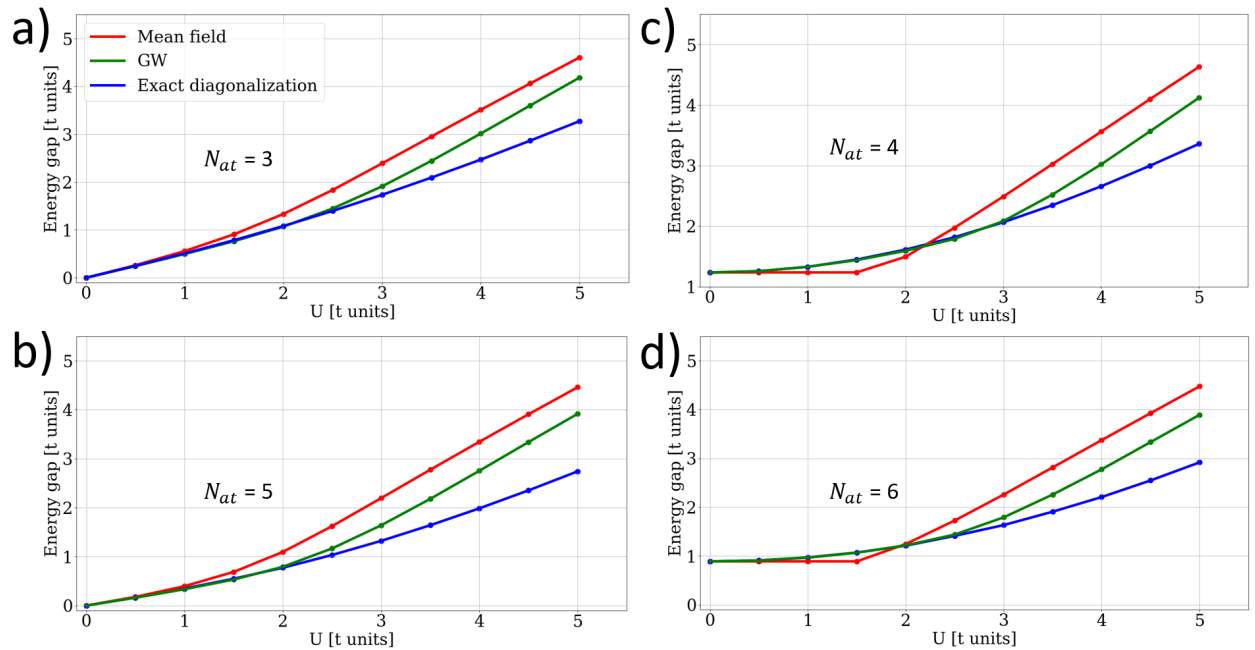 a)
Energy gap [t units]
5
4
3
2
1
0
Mean field
GW
Exact diagonalization
N_at = 3
0 1 2 3 4 5
U [t units]
c)
Energy gap [t units]
5
4
3
2
1
N_at = 4
0 1 2 3 4 5
U [t units]
b)
Energy gap [t units]
5
4
3
2
1
0
N_at = 5
0 1 2 3 4 5
U [t units]
d)
Energy gap [t units]
5
4
3
2
1
0
N_at = 6
0 1 2 3 4 5
U [t units]